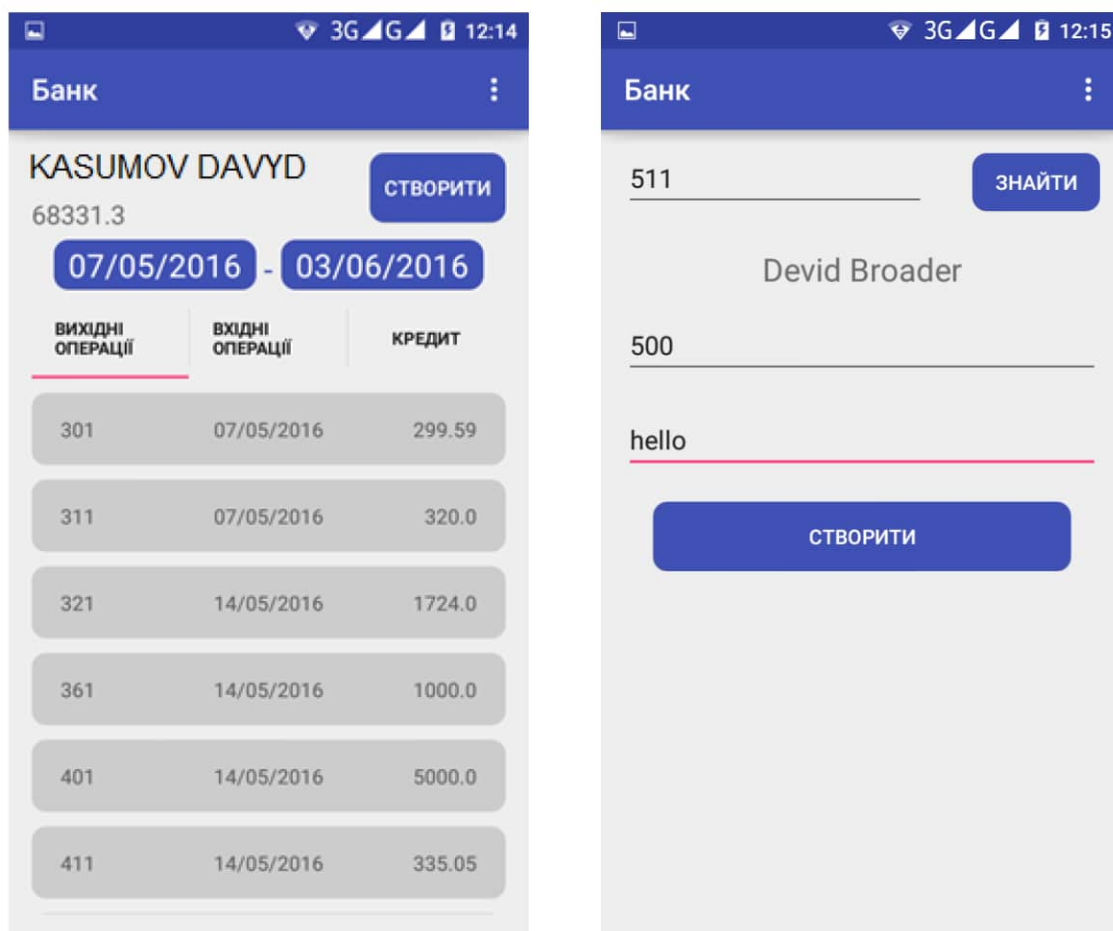 3G G 12:14
Банк
KASUMOV DAVYD
СТВОРИТИ
68331.3
07/05/2016 - 03/06/2016
ВИХІДНІ ОПЕРАЦІЇ
ВХІДНІ ОПЕРАЦІЇ
КРЕДИТ
301 07/05/2016 299.59
311 07/05/2016 320.0
321 14/05/2016 1724.0
361 14/05/2016 1000.0
401 14/05/2016 5000.0
411 14/05/2016 335.05
3G G 12:15
Банк
511
ЗНАЙТИ
Devid Broader
500
hello
СТВОРИТИ